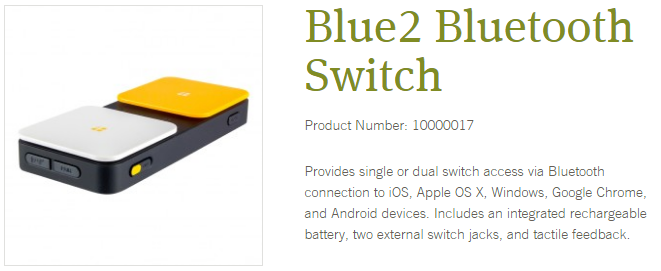 Blue2 Bluetooth
Switch
Product Number: 10000017
Provides single or dual switch access via Bluetooth
connection to iOS, Apple OS X, Windows, Google Chrome,
and Android devices. Includes an integrated rechargeable
battery, two external switch jacks, and tactile feedback.